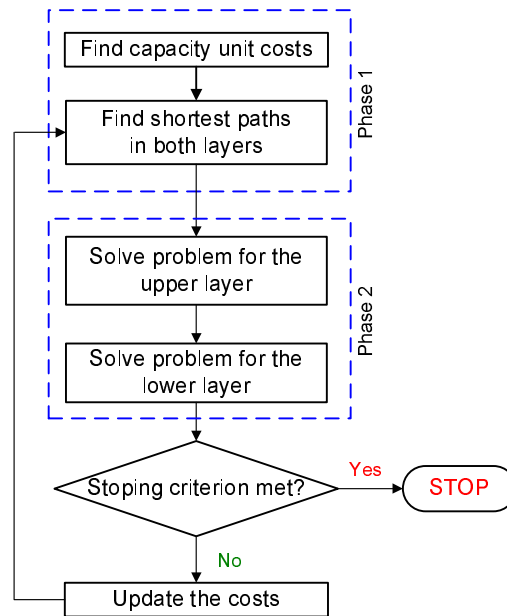 Find capacity unit costs
Find shortest paths
in both layers
Phase 1
Solve problem for the
upper layer
Solve problem for the
lower layer
Phase 2
Stoping criterion met?
Yes
STOP
No
Update the costs